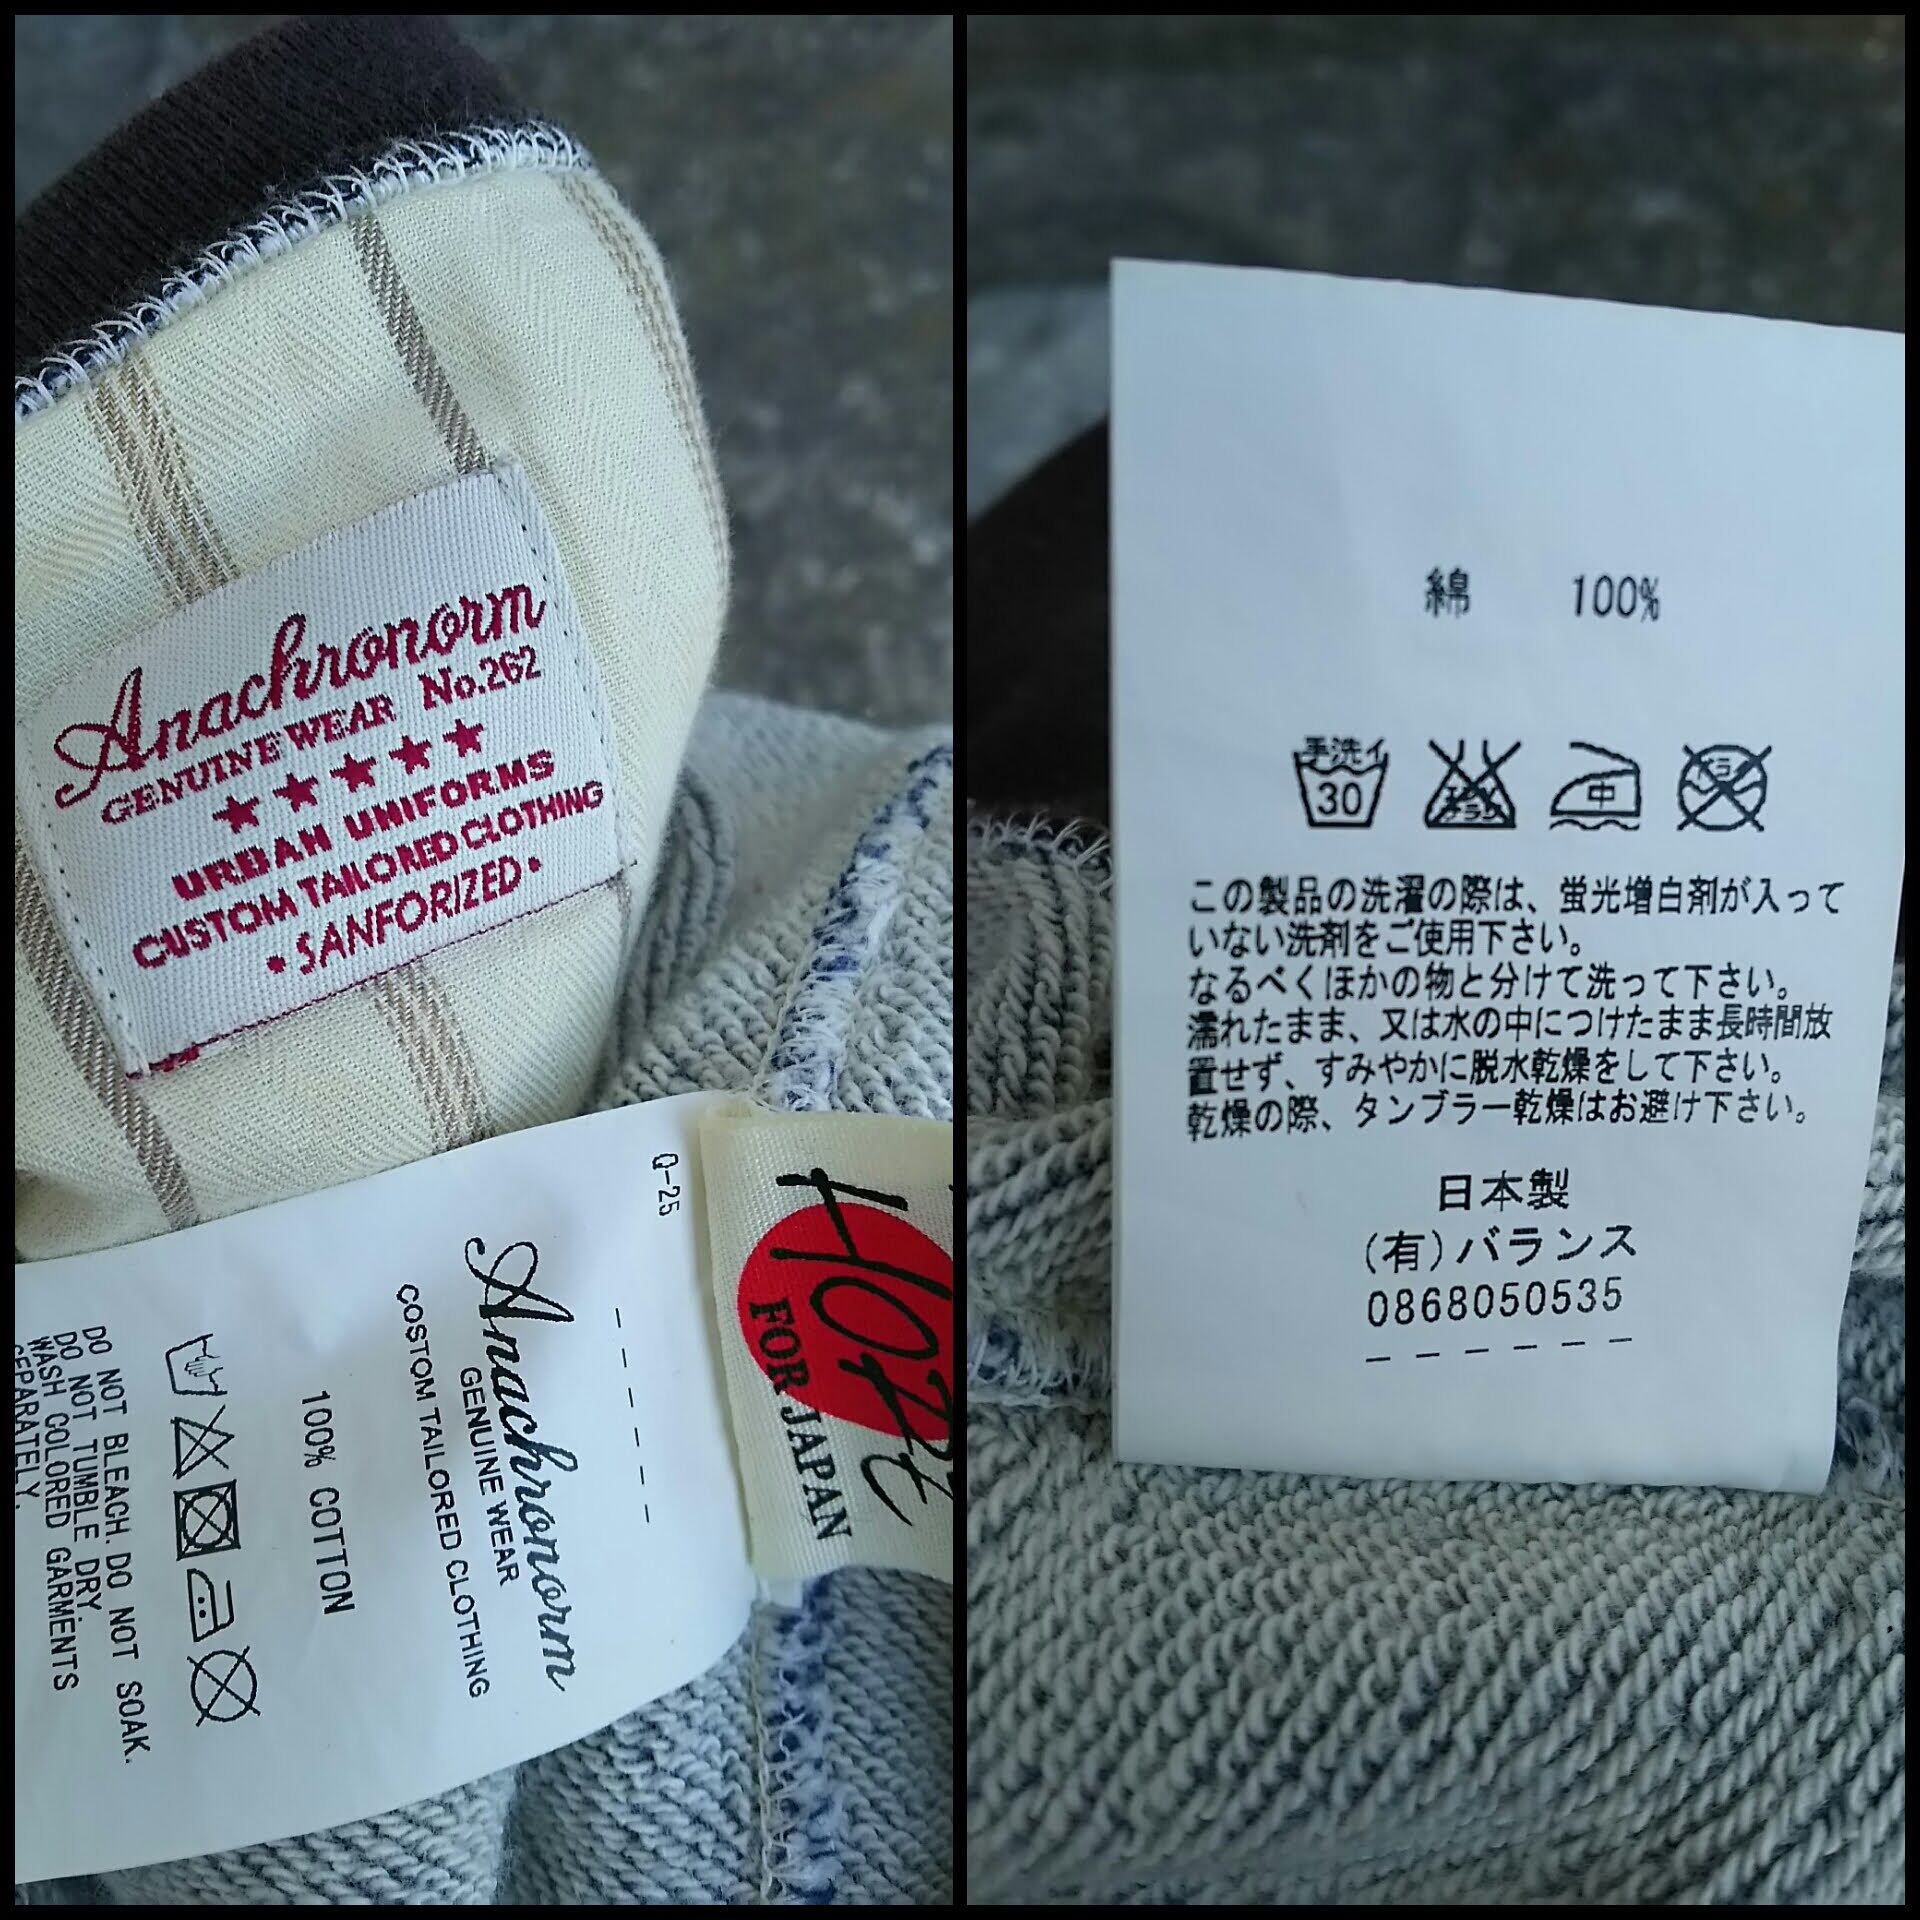 Anachronorm
GENUINE WEAR No.262
★★★★★
URBAN UNIFORMS
CUSTOM TAILORED CLOTHING
• SANFORIZED •
Q-25
------
Anachronorm
GENUINE WEAR
COSTOM TAILORED CLOTHING
100% COTTON
DO NOT BLEACH. DO NOT SOAK.
DO NOT TUMBLE DRY.
WASH COLORED GARMENTS
SEPARATELY.
HOPE
FOR JAPAN
綿 100%
手洗イ
30
中
この製品の洗濯の際は、蛍光増白剤が入って
いない洗剤をご使用下さい。
なるべくほかの物と分けて洗って下さい。
濡れたまま、又は水の中につけたまま長時間放
置せず、すみやかに脱水乾燥をして下さい。
乾燥の際、タンブラー乾燥はお避け下さい。
日本製
(有)バランス
0868050535
------